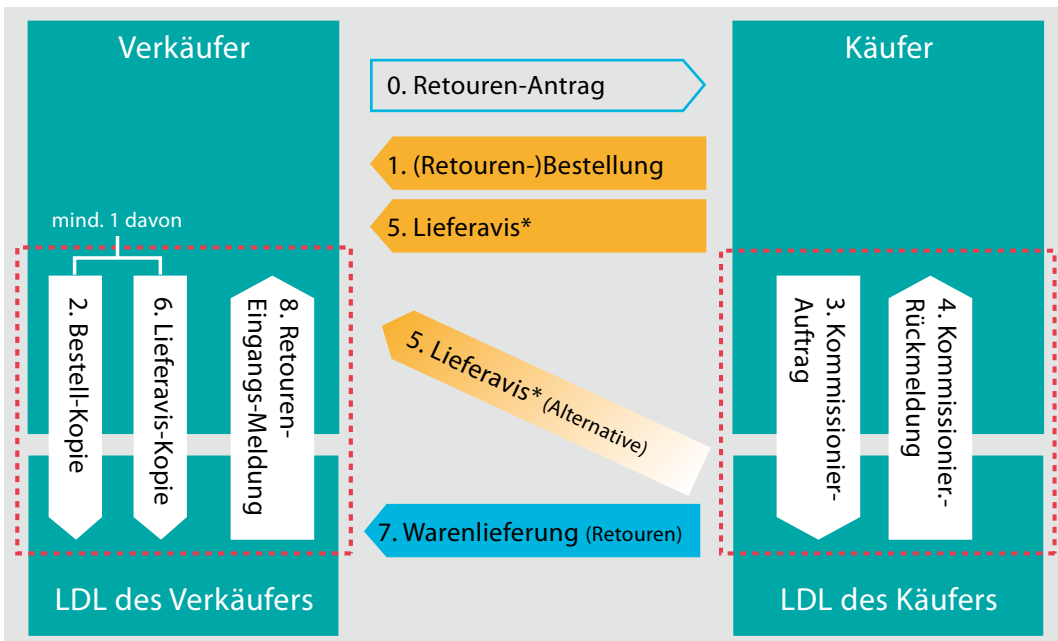 Verkäufer
Käufer
0. Retouren-Antrag
1. (Retouren-)Bestellung
5. Lieferavis*
mind. 1 davon
2. Bestell-Kopie
6. Lieferavis-Kopie
8. Retouren-
Eingangs-Meldung
5. Lieferavis* (Alternative)
3. Kommissionier-
Auftrag
4. Kommissionier.-
Rückmeldung
7. Warenlieferung (Retouren)
LDL des Verkäufers
LDL des Käufers